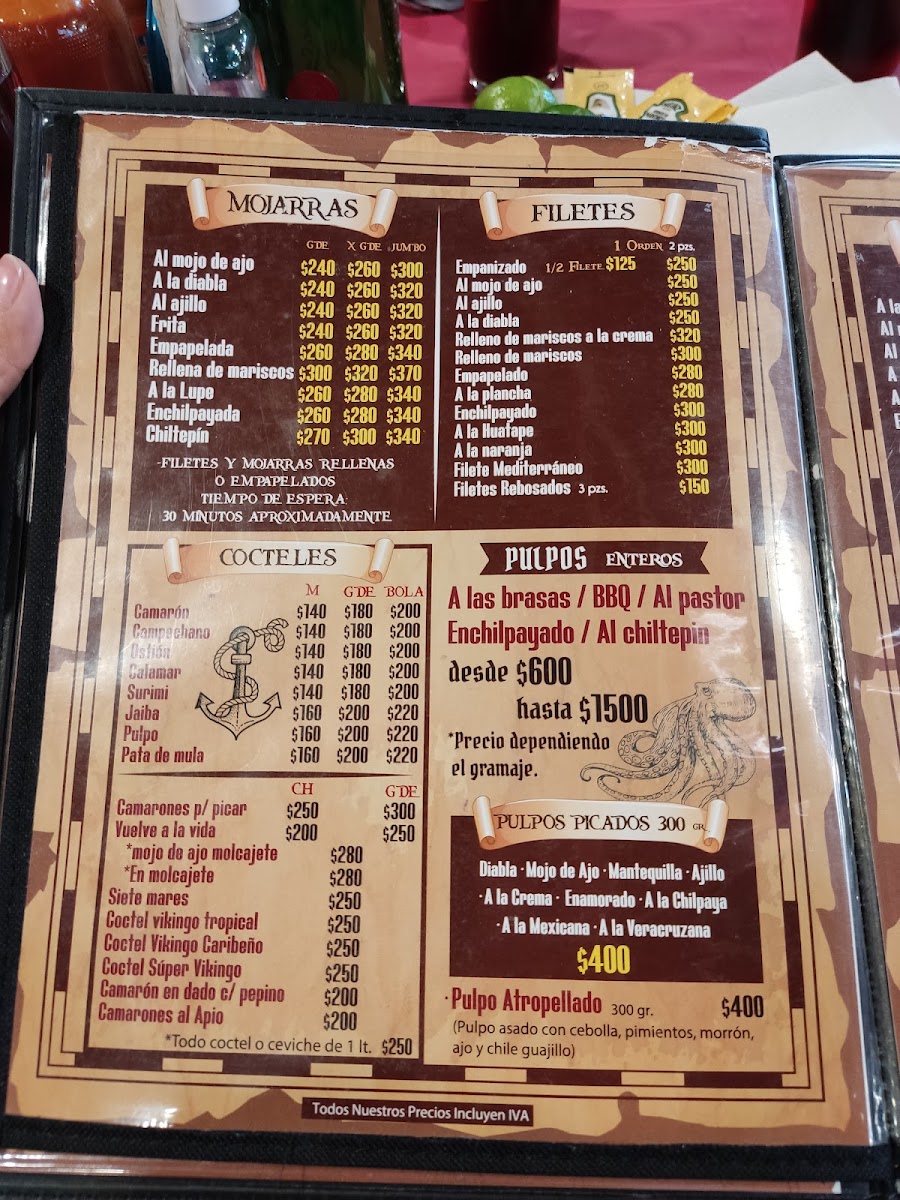 MOJARRAS
GDE X GDE JUMBO
Al mojo de ajo $240 $260 $300
A la diabla $240 $260 $320
Al ajillo $240 $260 $320
Frita $240 $260 $320
Empapelada $260 $280 $340
Rellena de mariscos $300 $320 $370
A la Lupe $260 $280 $340
Enchilpayada $260 $280 $340
Chiltepín $270 $300 $340
-FILETES Y MOJARRAS RELLENAS
O EMPAPELADOS
TIEMPO DE ESPERA:
30 MINUTOS APROXIMADAMENTE
FILETES
1 ORDEN 2 pzs.
Empanizado 1/2 FILETE $125 $250
Al mojo de ajo $250
Al ajillo $250
A la diabla $250
Relleno de mariscos a la crema $320
Relleno de mariscos $300
Empapelado $280
A la plancha $280
Enchilpayado $300
A la Huatape $300
A la naranja $300
Filete Mediterráneo $300
Filetes Rebosados 3 pzs. $150
COCTELES
M GDE BOLA
Camarón $140 $180 $200
Campechano $140 $180 $200
Ostión $140 $180 $200
Calamar $140 $180 $200
Surimi $140 $180 $200
Jaiba $160 $200 $220
Pulpo $160 $200 $220
Pata de mula $160 $200 $220
CH GDE
Camarones p/ picar $250 $300
Vuelve a la vida $200 $250
*mojo de ajo molcajete $280
*En molcajete $280
Siete mares $250
Coctel vikingo tropical $250
Coctel Vikingo Caribeño $250
Coctel Súper Vikingo $250
Camarón en dado c/ pepino $200
Camarones al Apio $200
*Todo coctel o ceviche de 1 lt. $250
PULPOS ENTEROS
A las brasas / BBQ / Al pastor
Enchilpayado / Al chiltepin
desde $600
hasta $1500
*Precio dependiendo
el gramaje.
PULPOS PICADOS 300 GR.
Diabla · Mojo de Ajo · Mantequilla · Ajillo
· A la Crema · Enamorado · A la Chilpaya
· A la Mexicana · A la Veracruzana
$400
· Pulpo Atropellado 300 gr. $400
(Pulpo asado con cebolla, pimientos, morrón,
ajo y chile guajillo)
Todos Nuestros Precios Incluyen IVA